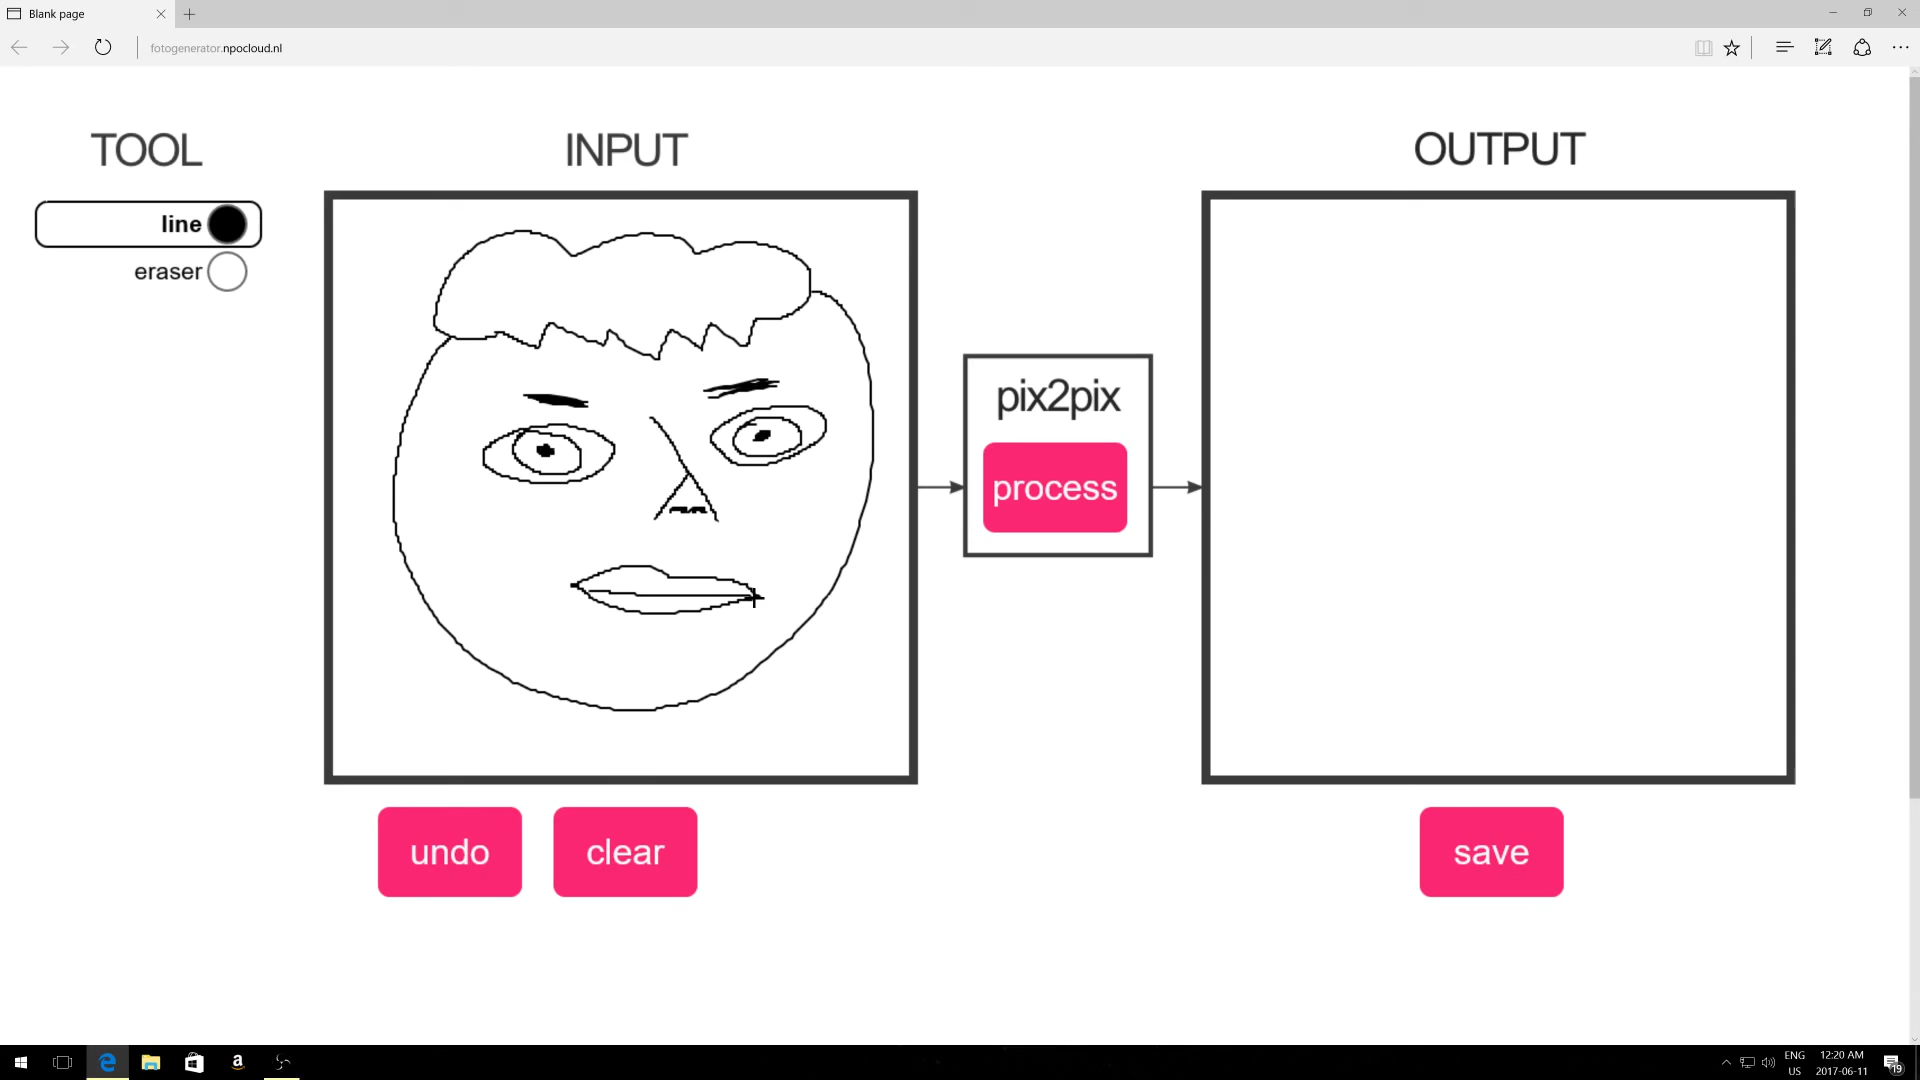 Blank page
fotogenerator.npocloud.nl
TOOL
INPUT
OUTPUT
line
eraser
pix2pix
process
undo
clear
save
ENG
US
12:20 AM
2017-06-11
19